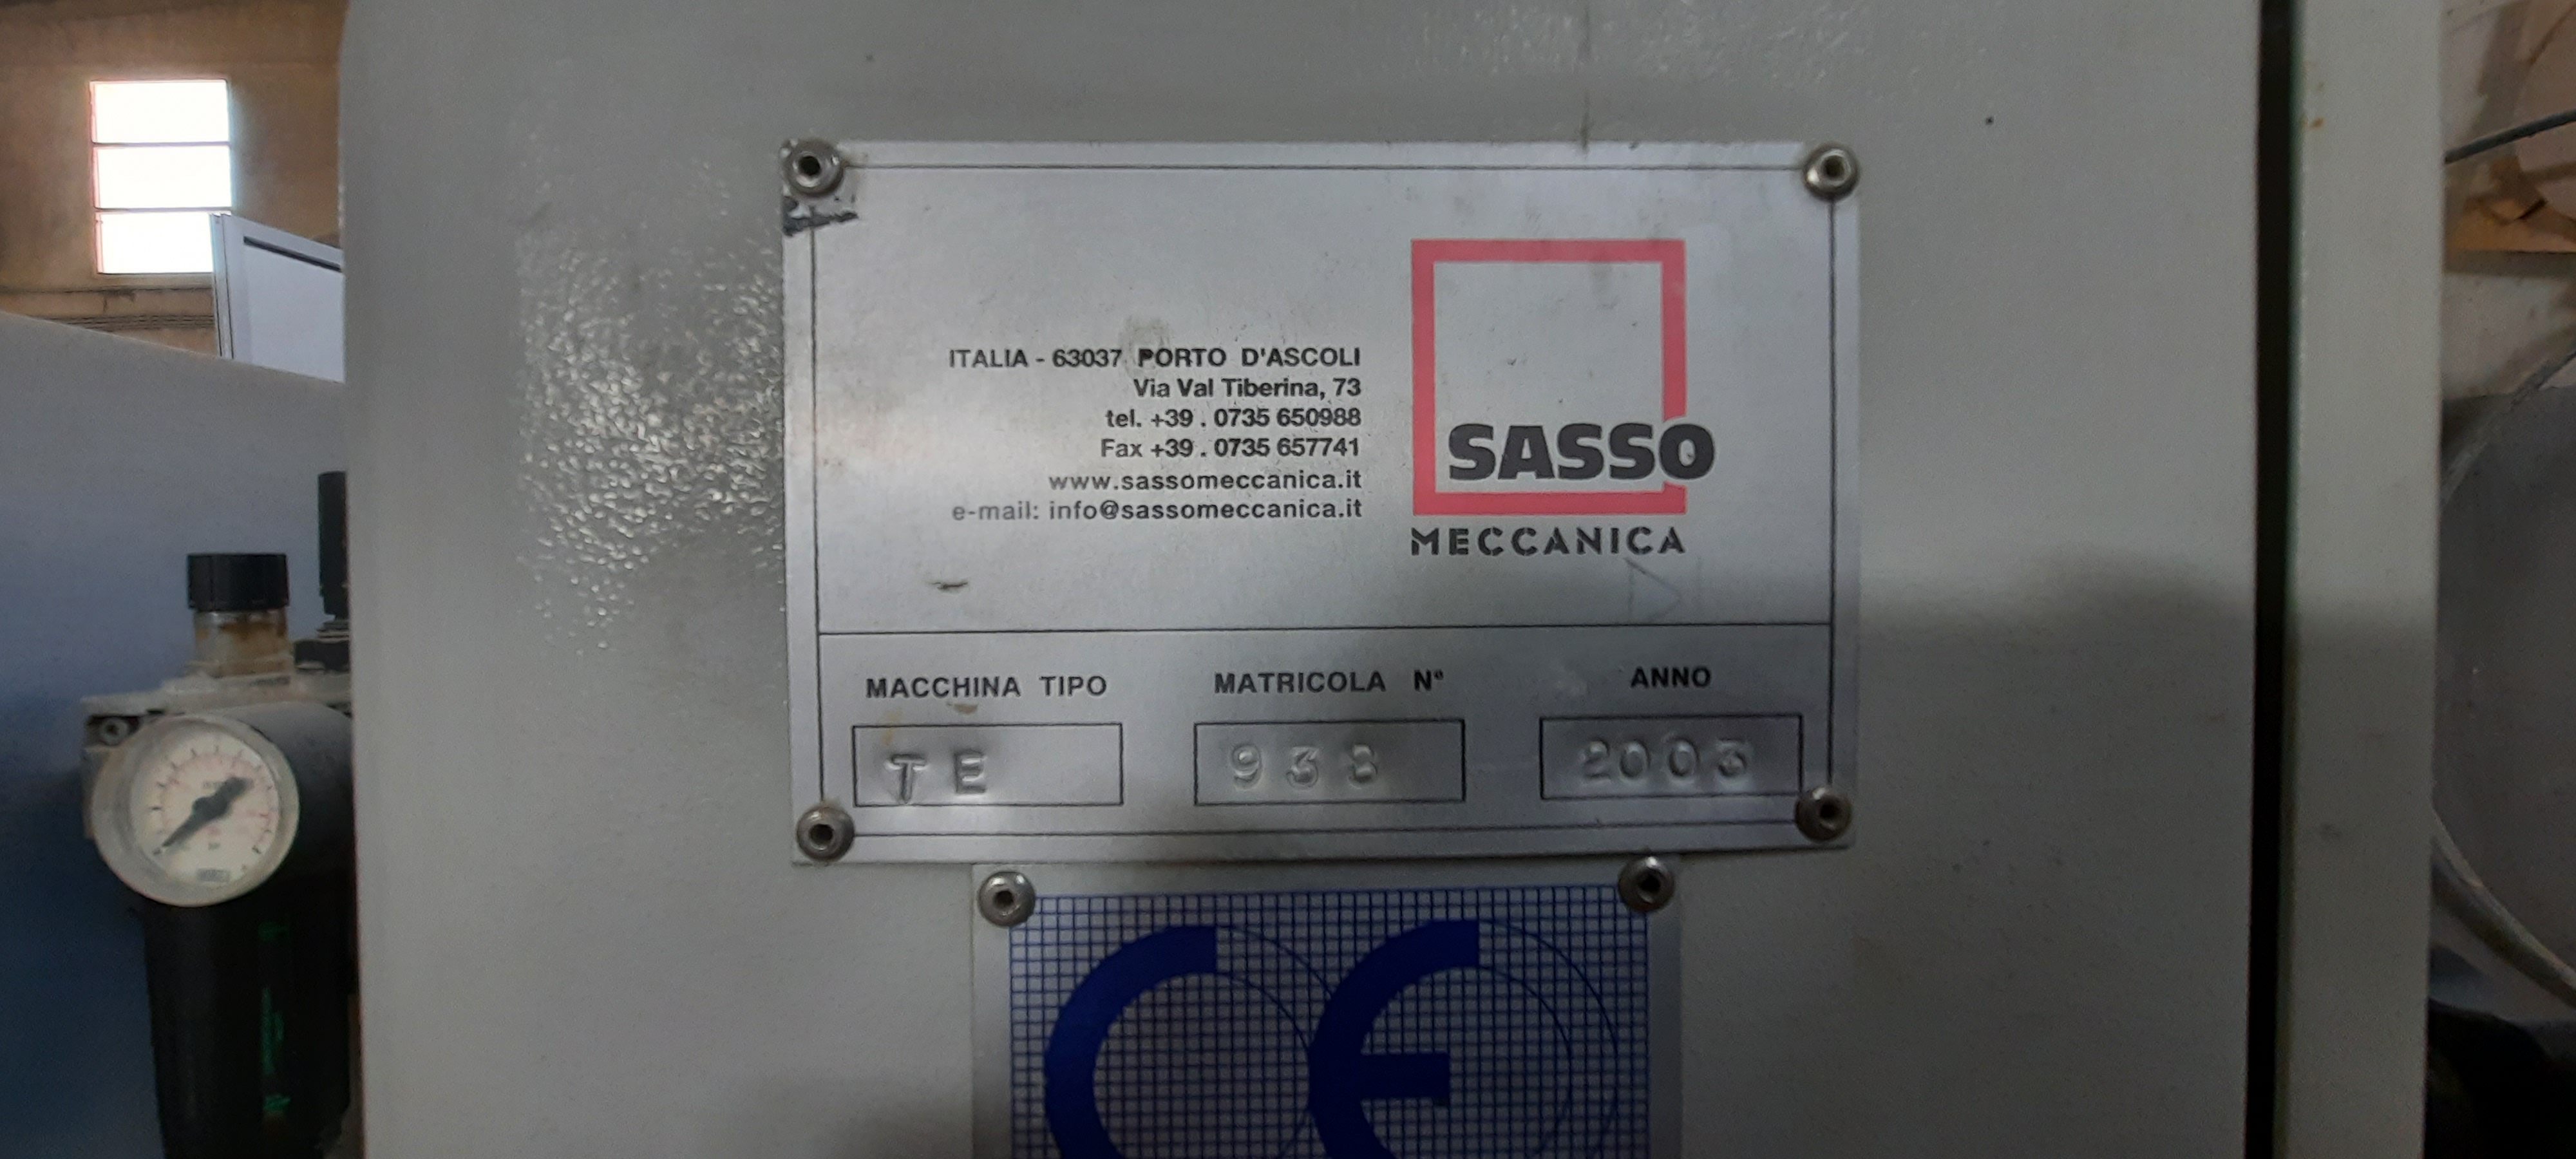 ITALIA - 63037 PORTO D'ASCOLI
Via Val Tiberina, 73
tel. +39 . 0735 650988
Fax +39 . 0735 657741
www.sassomeccanica.it
e-mail: info@sassomeccanica.it
SASSO
MECCANICA
MACCHINA TIPO MATRICOLA Nº ANNO
TE 938 2003
CE